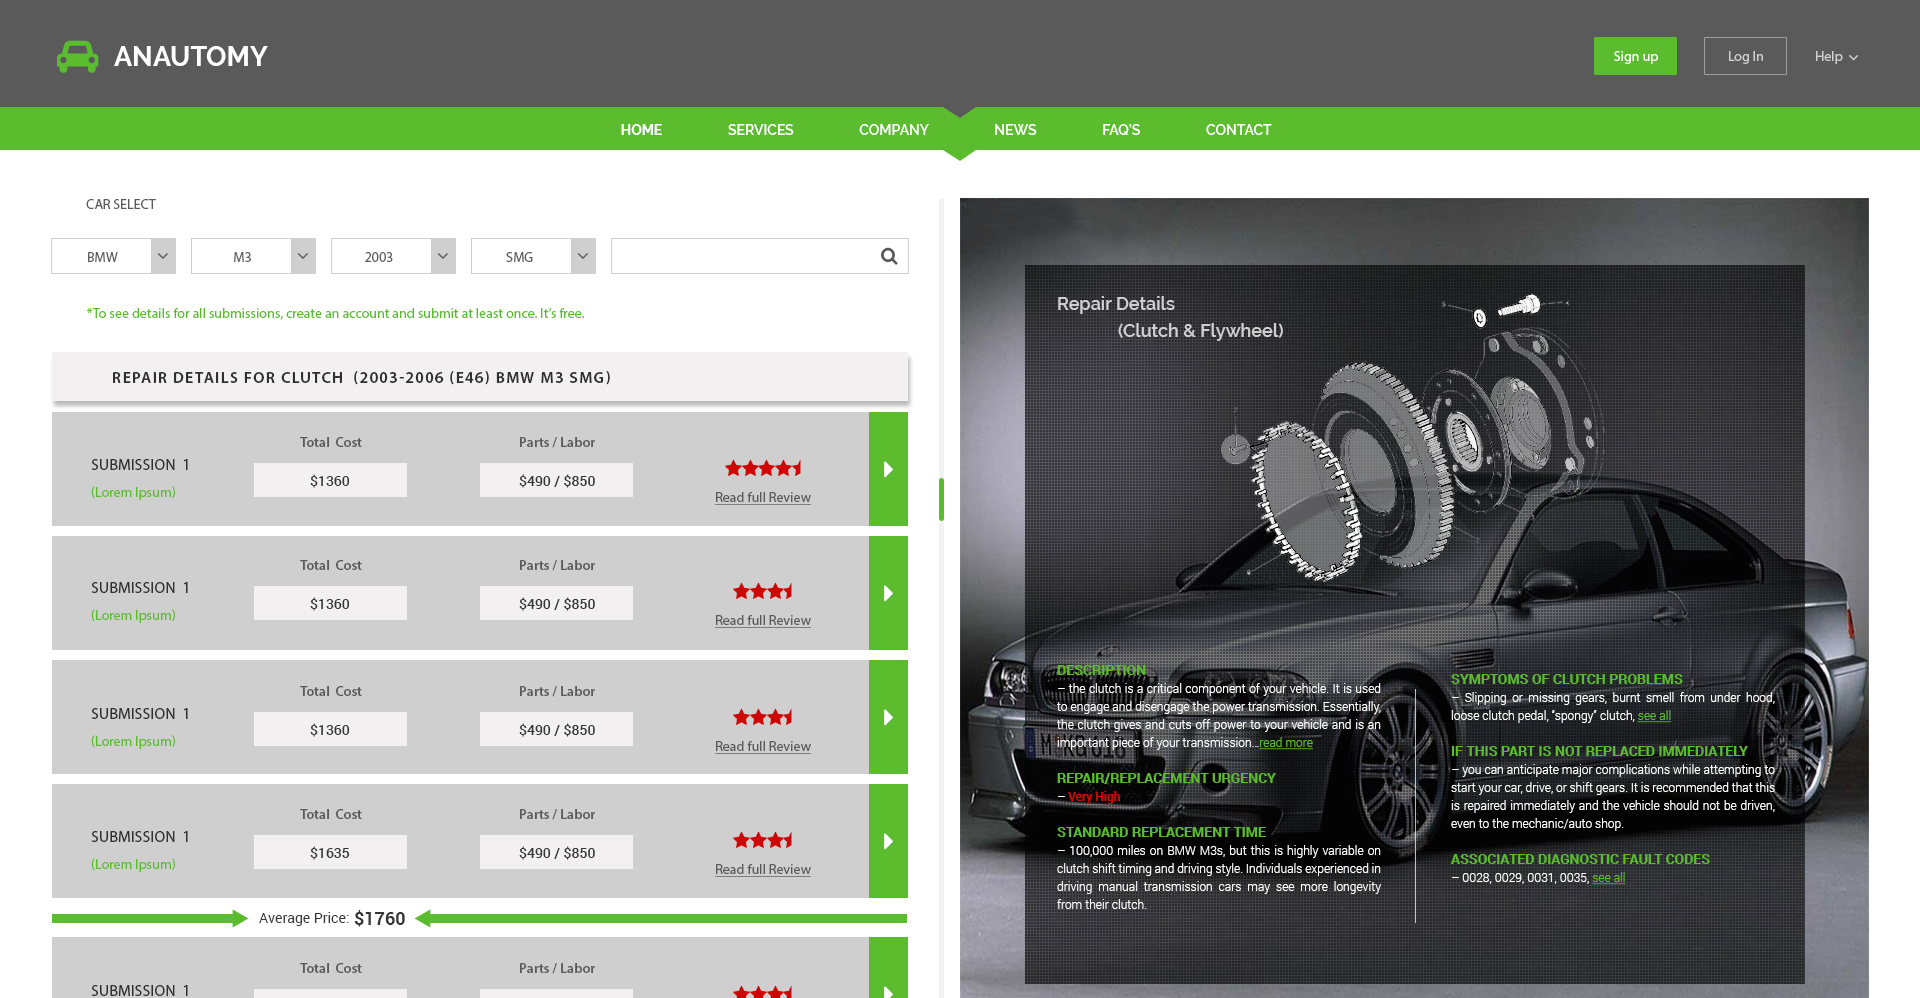 ANAUTOMY
Sign up
Log In
Help
HOME
SERVICES
COMPANY
NEWS
FAQ'S
CONTACT
CAR SELECT
BMW
M3
2003
SMG
*To see details for all submissions, create an account and submit at least once. It's free.
REPAIR DETAILS FOR CLUTCH (2003-2006 (E46) BMW M3 SMG)
Total Cost
Parts / Labor
SUBMISSION 1
(Lorem Ipsum)
$1360
$490 / $850
Read full Review
Total Cost
Parts / Labor
SUBMISSION 1
(Lorem Ipsum)
$1360
$490 / $850
Read full Review
Total Cost
Parts / Labor
SUBMISSION 1
(Lorem Ipsum)
$1360
$490 / $850
Read full Review
Total Cost
Parts / Labor
SUBMISSION 1
(Lorem Ipsum)
$1635
$490 / $850
Read full Review
Average Price: $1760
Total Cost
Parts / Labor
SUBMISSION 1
Repair Details
(Clutch & Flywheel)
DESCRIPTION
– the clutch is a critical component of your vehicle. It is used
to engage and disengage the power transmission. Essentially,
the clutch gives and cuts off power to your vehicle and is an
important piece of your transmission...read more
REPAIR/REPLACEMENT URGENCY
– Very High
STANDARD REPLACEMENT TIME
– 100,000 miles on BMW M3s, but this is highly variable on
clutch shift timing and driving style. Individuals experienced in
driving manual transmission cars may see more longevity
from their clutch.
SYMPTOMS OF CLUTCH PROBLEMS
– Slipping or missing gears, burnt smell from under hood,
loose clutch pedal, "spongy" clutch, see all
IF THIS PART IS NOT REPLACED IMMEDIATELY
– you can anticipate major complications while attempting to
start your car, drive, or shift gears. It is recommended that this
is repaired immediately and the vehicle should not be driven,
even to the mechanic/auto shop.
ASSOCIATED DIAGNOSTIC FAULT CODES
– 0028, 0029, 0031, 0035, see all